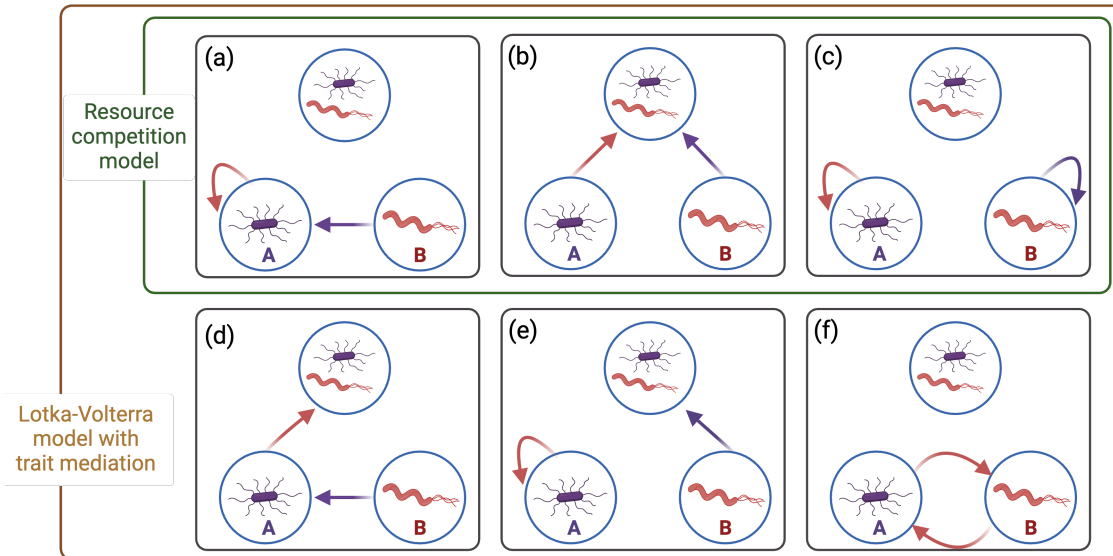 (a)
(b)
(c)
Resource
competition
model
A
B
A
B
A
B
(d)
(e)
(f)
Lotka-Volterra
model with
trait mediation
A
B
A
B
A
B